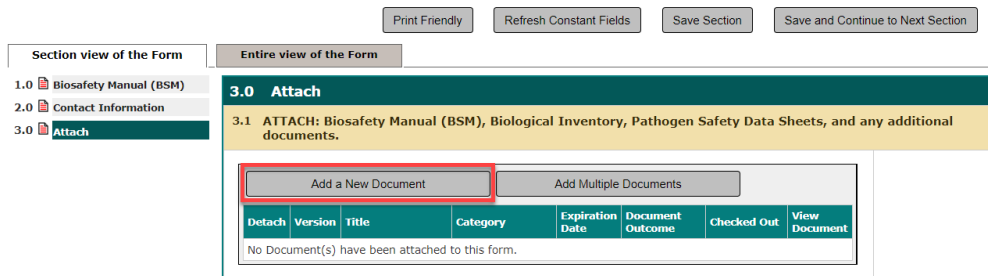 Print Friendly Refresh Constant Fields Save Section Save and Continue to Next Section
Section view of the Form Entire view of the Form
1.0 Biosafety Manual (BSM)
2.0 Contact Information
3.0 Attach
3.0 Attach
3.1 ATTACH: Biosafety Manual (BSM), Biological Inventory, Pathogen Safety Data Sheets, and any additional
documents.
Add a New Document Add Multiple Documents
Detach Version Title Category Expiration Date Document Outcome Checked Out View Document
No Document(s) have been attached to this form.